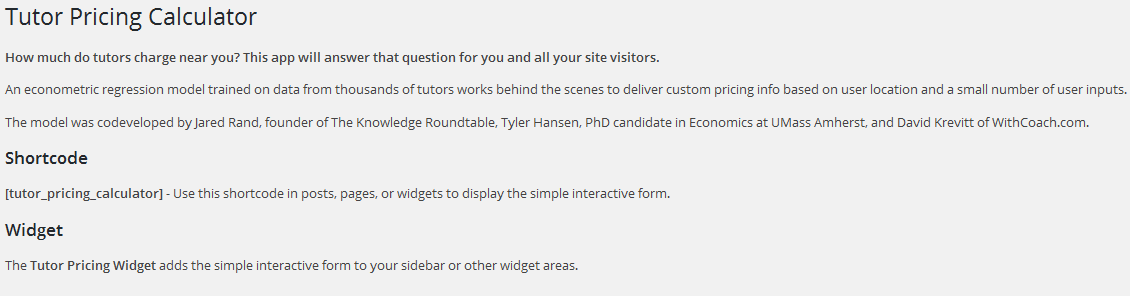 Tutor Pricing Calculator
How much do tutors charge near you? This app will answer that question for you and all your site visitors.
An econometric regression model trained on data from thousands of tutors works behind the scenes to deliver custom pricing info based on user location and a small number of user inputs.
The model was codeveloped by Jared Rand, founder of The Knowledge Roundtable, Tyler Hansen, PhD candidate in Economics at UMass Amherst, and David Krevitt of WithCoach.com.
Shortcode
[tutor_pricing_calculator] - Use this shortcode in posts, pages, or widgets to display the simple interactive form.
Widget
The Tutor Pricing Widget adds the simple interactive form to your sidebar or other widget areas.